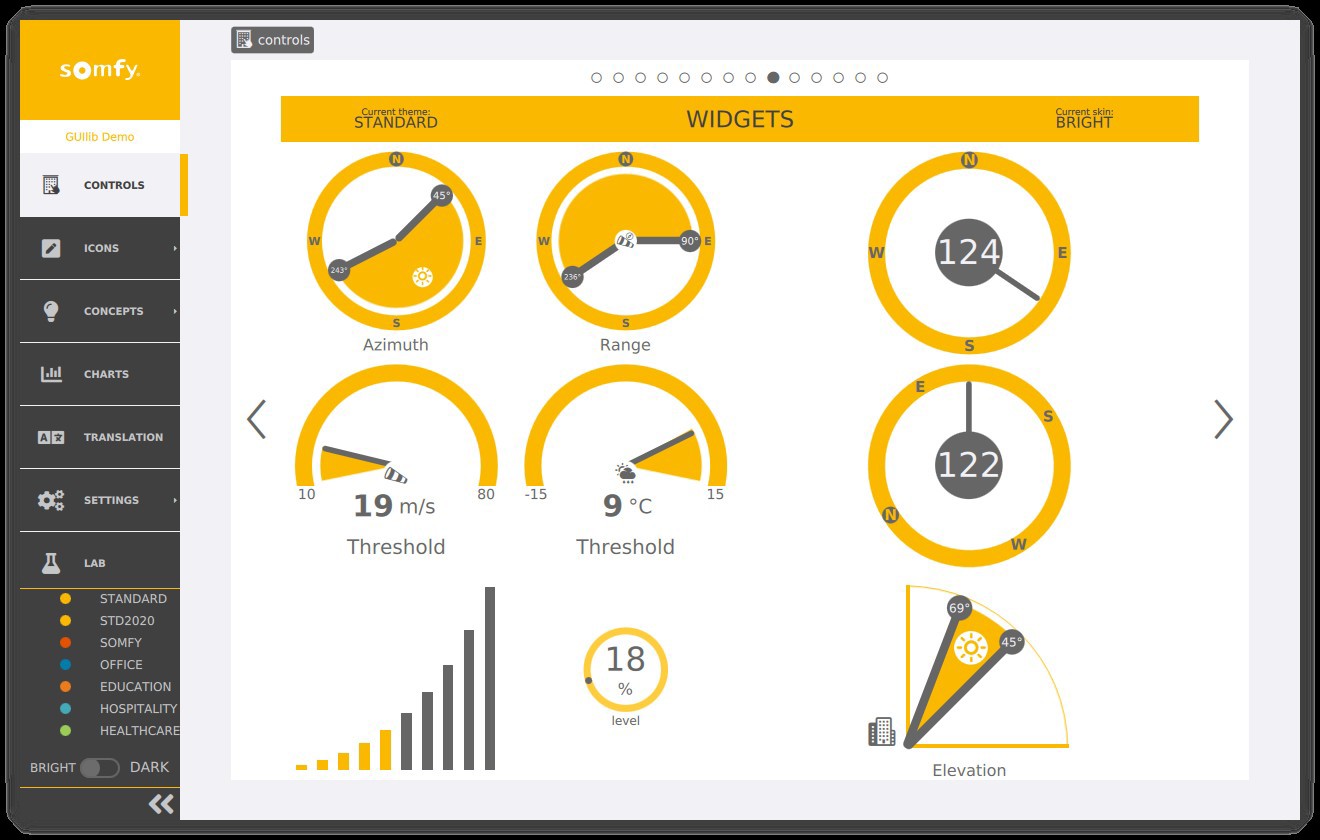 somfy.
GUIlib Demo
CONTROLS
ICONS
CONCEPTS
CHARTS
A
TRANSLATION
SETTINGS
LAB
STANDARD
STD2020
SOMFY
OFFICE
EDUCATION
HOSPITALITY
HEALTHCARE
BRIGHT DARK
controls
Current theme:
STANDARD
WIDGETS
Current skin:
BRIGHT
N
45°
W E
243°
S
Azimuth
N
W 90° E
236°
S
Range
N
W 124 E
S
10 80
19 m/s
Threshold
-15 15
9 °C
Threshold
E
S
122
N
W
18
%
level
69°
45°
Elevation